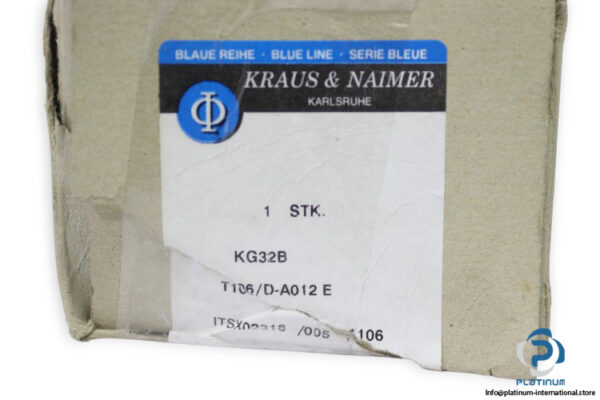 BLAUE REIHE · BLUE LINE · SERIE BLEUE
KRAUS & NAIMER
KARLSRUHE
1 STK.
KG32B
T106/D-A012 E
/005
PLATINUM
Info@platinum-international.store